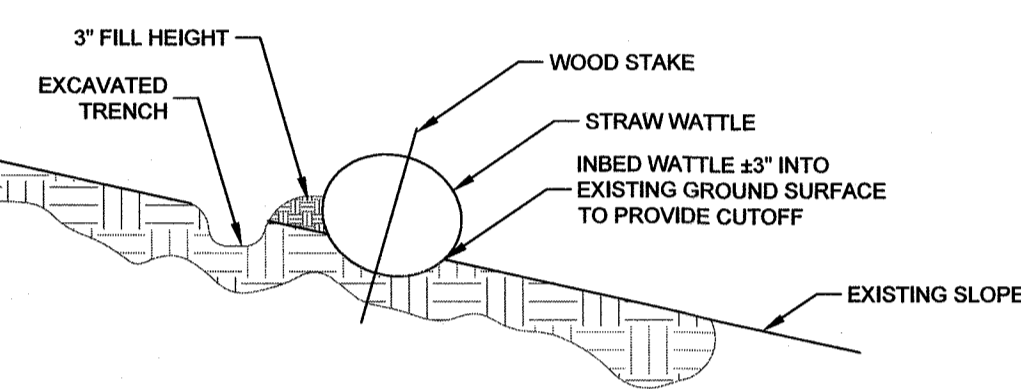 3" FILL HEIGHT
EXCAVATED
TRENCH
WOOD STAKE
STRAW WATTLE
INBED WATTLE ±3" INTO
EXISTING GROUND SURFACE
TO PROVIDE CUTOFF
EXISTING SLOPE